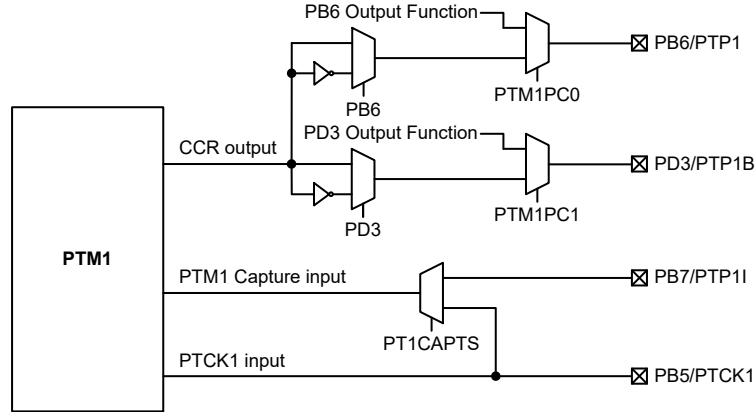 PB6 Output Function
PB6/PTP1
PTM1PC0
PB6
PD3 Output Function
CCR output
PD3/PTP1B
PTM1PC1
PD3
PTM1
PTM1 Capture input
PB7/PTP1I
PT1CAPTS
PTCK1 input
PB5/PTCK1